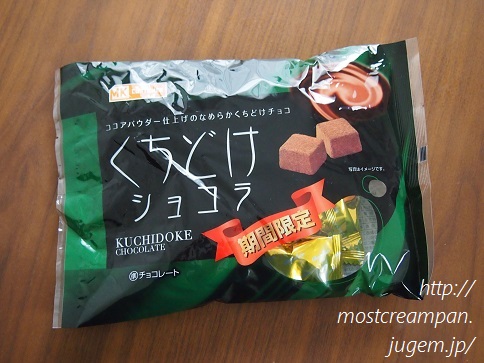 MK
ココアパウダー仕上げのなめらかくちどけチョコ
くちどけ
ショコラ
写真はイメージです。
KUCHIDOKE
CHOCOLATE
期間限定
準チョコレート
http://
mostcreampan.
jugem.jp/